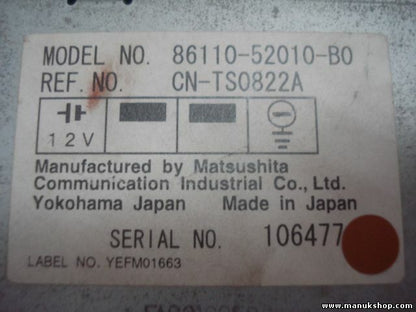 MODEL NO. 86110-52010-B0
REF. NO. CN-TS0822A
12V
Manufactured by Matsushita
Communication Industrial Co., Ltd.
Yokohama Japan Made in Japan
SERIAL NO. 106477
LABEL NO. YEFM01663
www.manukshop.com